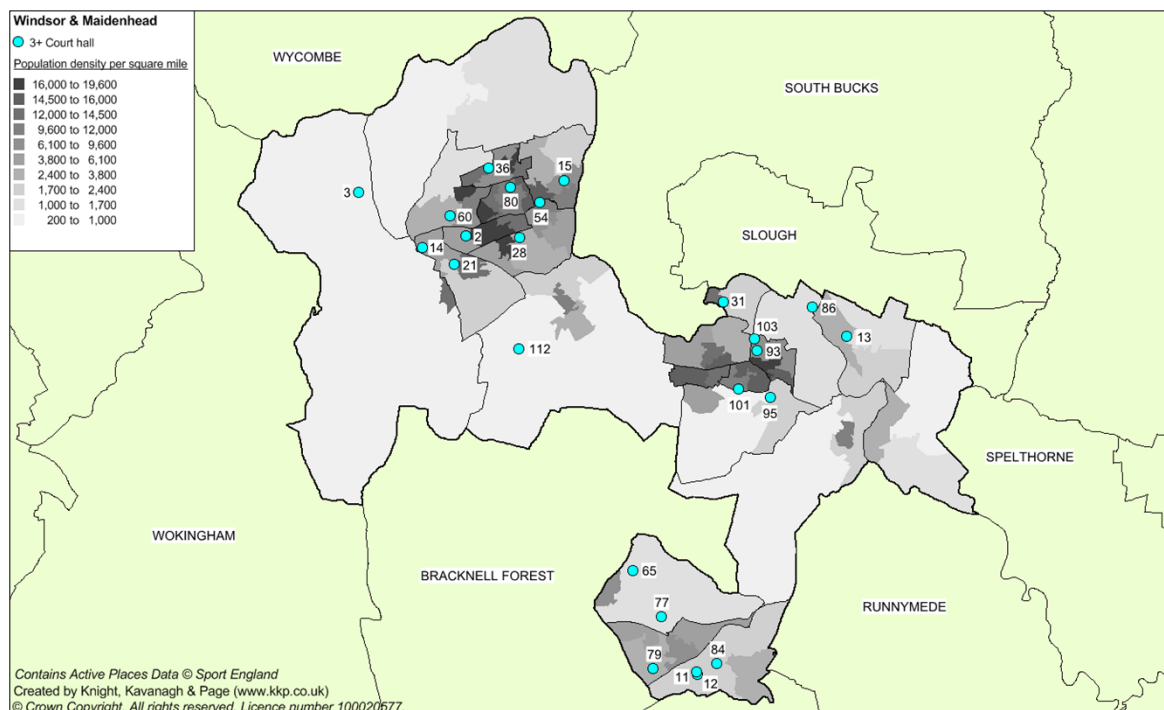 Windsor & Maidenhead
3+ Court hall
Population density per square mile
16,000 to 19,600
14,500 to 16,000
12,000 to 14,500
9,600 to 12,000
6,100 to 9,600
3,800 to 6,100
2,400 to 3,800
1,700 to 2,400
1,000 to 1,700
200 to 1,000
WYCOMBE
SOUTH BUCKS
SLOUGH
36
15
3
80
54
60
2
28
14
21
31
86
103
13
93
112
101
95
SPELTHORNE
WOKINGHAM
BRACKNELL FOREST
RUNNYMEDE
65
77
79
84
11
12
Contains Active Places Data © Sport England
Created by Knight, Kavanagh & Page (www.kkp.co.uk)
© Crown Copyright. All rights reserved. Licence number 100020577.